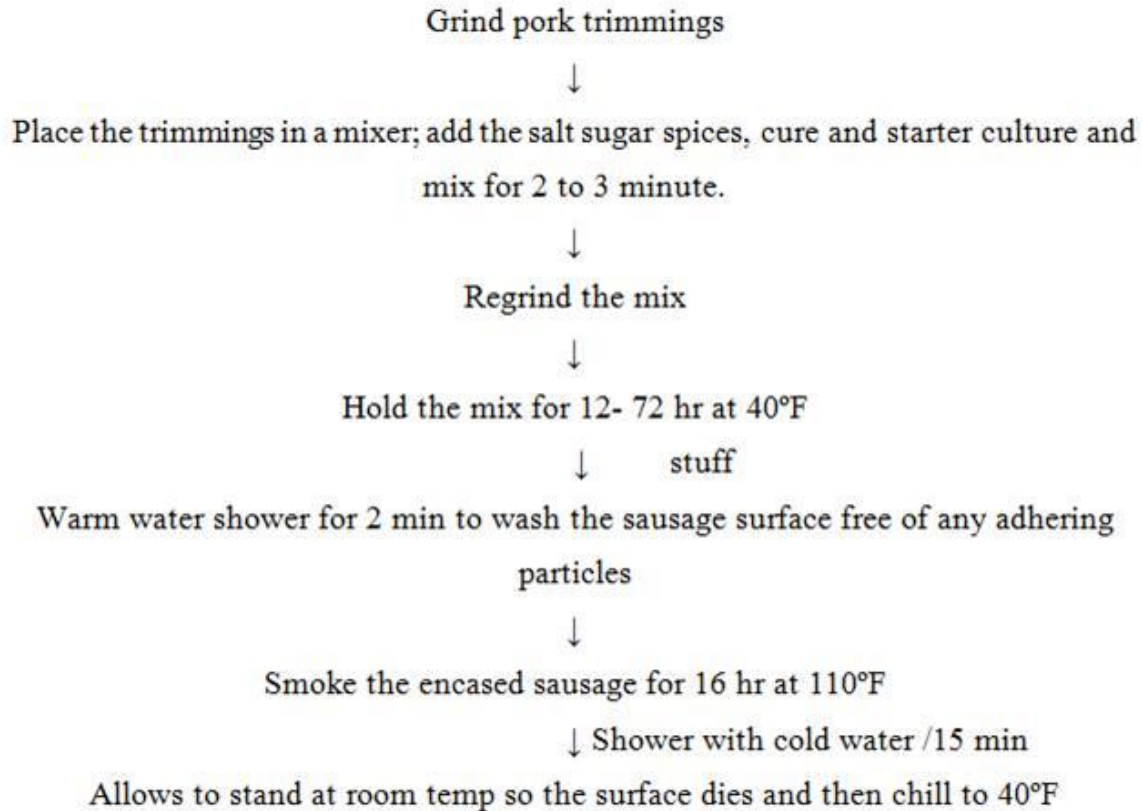 Grind pork trimmings
↓
Place the trimmings in a mixer; add the salt sugar spices, cure and starter culture and
mix for 2 to 3 minute.
↓
Regrind the mix
↓
Hold the mix for 12- 72 hr at 40°F
↓ stuff
Warm water shower for 2 min to wash the sausage surface free of any adhering
particles
↓
Smoke the encased sausage for 16 hr at 110°F
↓ Shower with cold water /15 min
Allows to stand at room temp so the surface dies and then chill to 40°F